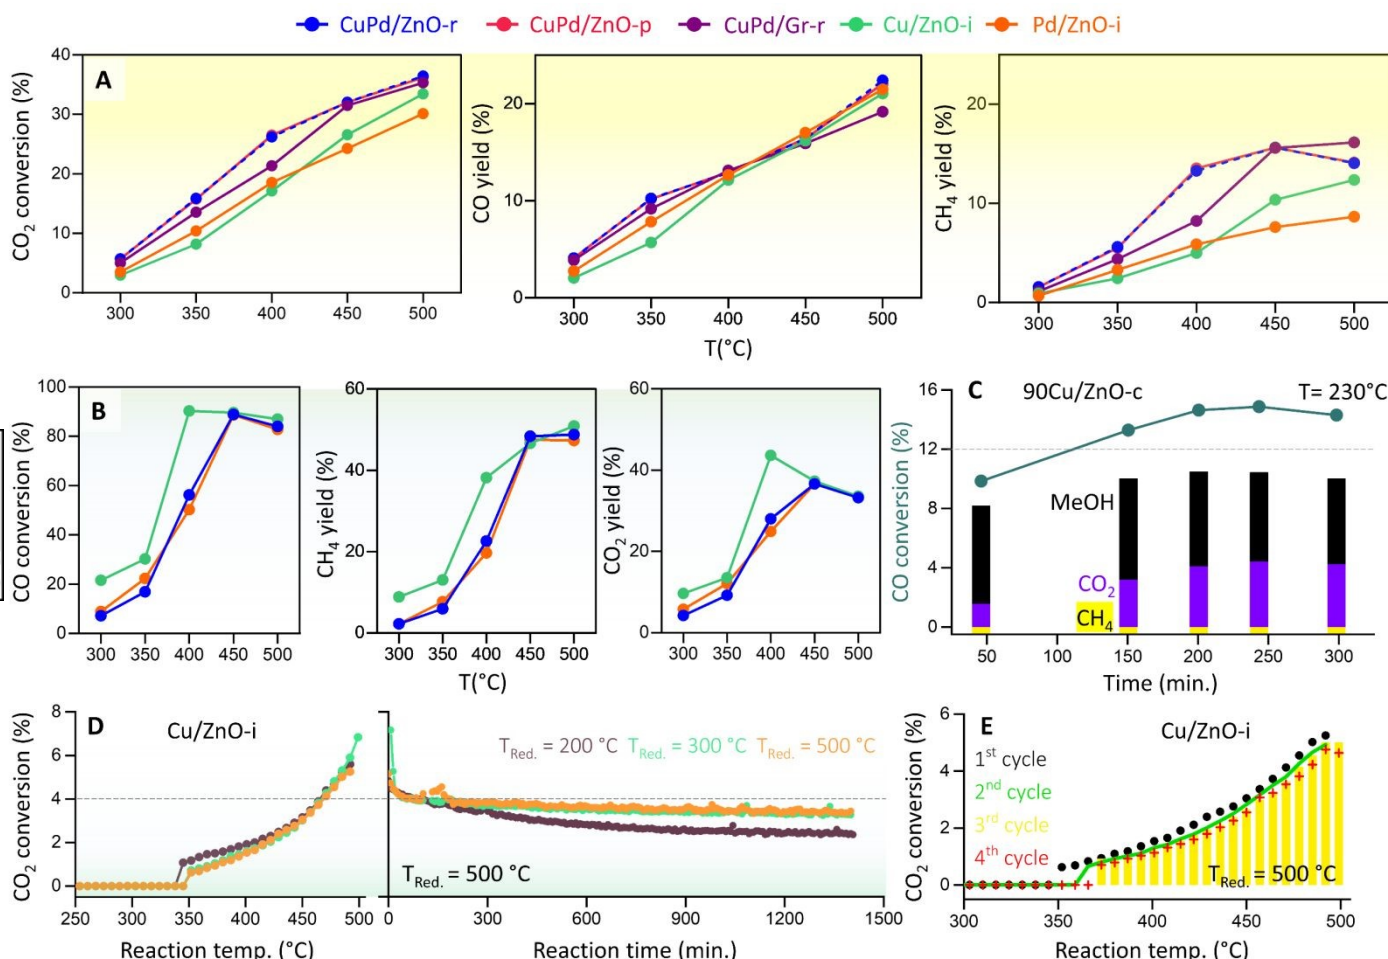 CuPd/ZnO-r CuPd/ZnO-p CuPd/Gr-r Cu/ZnO-i Pd/ZnO-i
A
CO₂ conversion (%)
40
30
20
10
0
300 350 400 450 500
CO yield (%)
20
10
0
300 350 400 450 500
T(°C)
CH₄ yield (%)
20
10
0
300 350 400 450 500
B
CO conversion (%)
100
80
60
40
20
0
300 350 400 450 500
CH₄ yield (%)
60
40
20
0
300 350 400 450 500
T(°C)
CO₂ yield (%)
60
40
20
0
300 350 400 450 500
C
90Cu/ZnO-c T= 230°C
CO conversion (%)
16
12
8
4
0
MeOH
CO₂
CH₄
50 100 150 200 250 300
Time (min.)
D
Cu/ZnO-i
CO₂ conversion (%)
8
6
4
2
0
250 300 350 400 450 500
Reaction temp. (°C)
T_Red. = 200 °C T_Red. = 300 °C T_Red. = 500 °C
T_Red. = 500 °C
0 300 600 900 1200 1500
Reaction time (min.)
E
Cu/ZnO-i
CO₂ conversion (%)
6
4
2
0
1st cycle
2nd cycle
3rd cycle
4th cycle
T_Red. = 500 °C
300 350 400 450 500
Reaction temp. (°C)